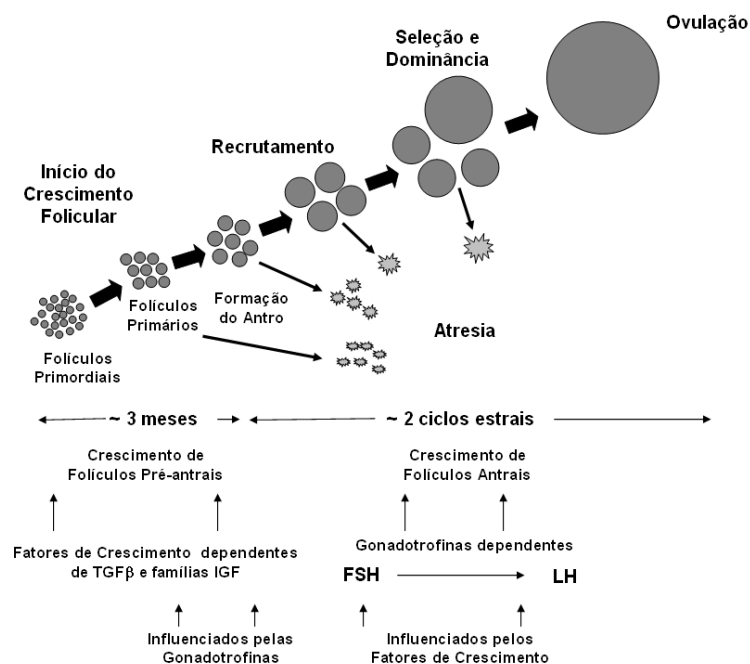 Ovulação
Seleção e
Dominância
Recrutamento
Início do
Crescimento
Folicular
Folículos
Primários
Formação
do Antro
Atresia
Folículos
Primordiais
~ 3 meses
~ 2 ciclos estrais
Crescimento de
Folículos Pré-antrais
Crescimento de
Folículos Antrais
Fatores de Crescimento dependentes
de TGFβ e famílias IGF
Gonadotrofinas dependentes
FSH
LH
Influenciados pelas
Gonadotrofinas
Influenciados pelos
Fatores de Crescimento